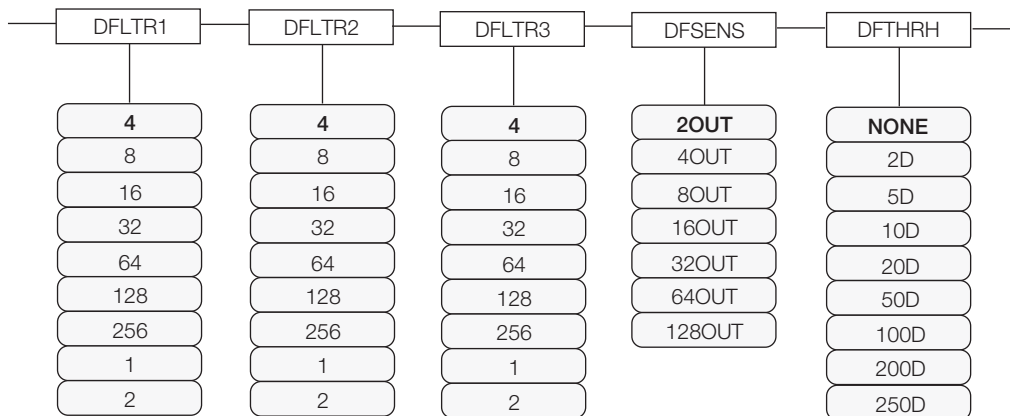 DFLTR1 DFLTR2 DFLTR3 DFSENS DFTHRH
4 4 4 2OUT NONE
8 8 8 4OUT 2D
16 16 16 8OUT 5D
32 32 32 16OUT 10D
64 64 64 32OUT 20D
128 128 128 64OUT 50D
256 256 256 128OUT 100D
1 1 1 200D
2 2 2 250D